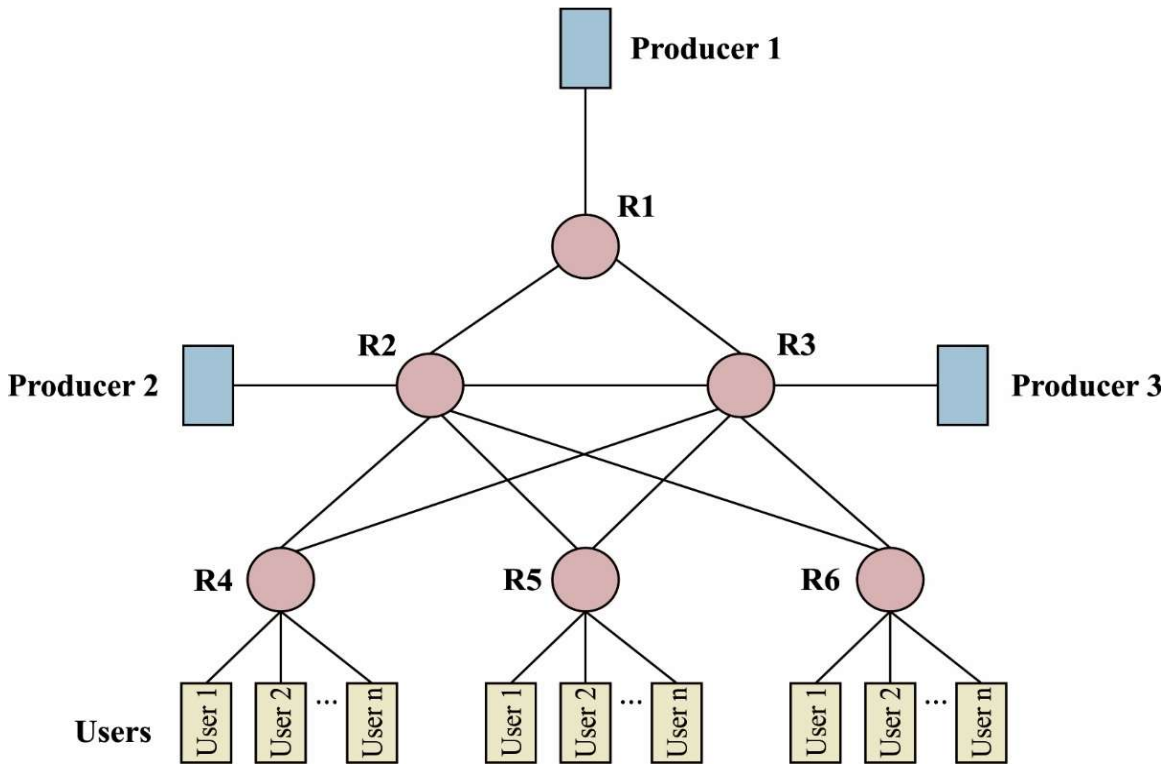 Producer 1
R1
R2
R3
Producer 2
Producer 3
R4
R5
R6
Users
User 1
User 2
...
User n
User 1
User 2
...
User n
User 1
User 2
...
User n